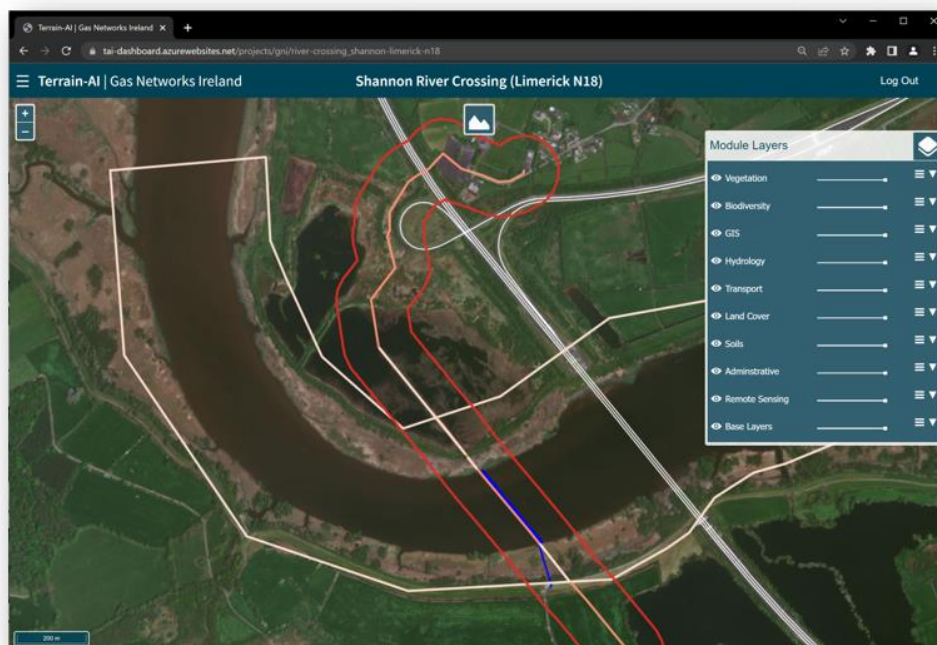 Terrain-AI | Gas Networks Ireland
tai-dashboard.azurewebsites.net/projects/gni/river-crossing_shannon-limerick-n18
Terrain-AI | Gas Networks Ireland
Shannon River Crossing (Limerick N18)
Log Out
+
−
Module Layers
Vegetation
Biodiversity
GIS
Hydrology
Transport
Land Cover
Soils
Adminstrative
Remote Sensing
Base Layers
200 m